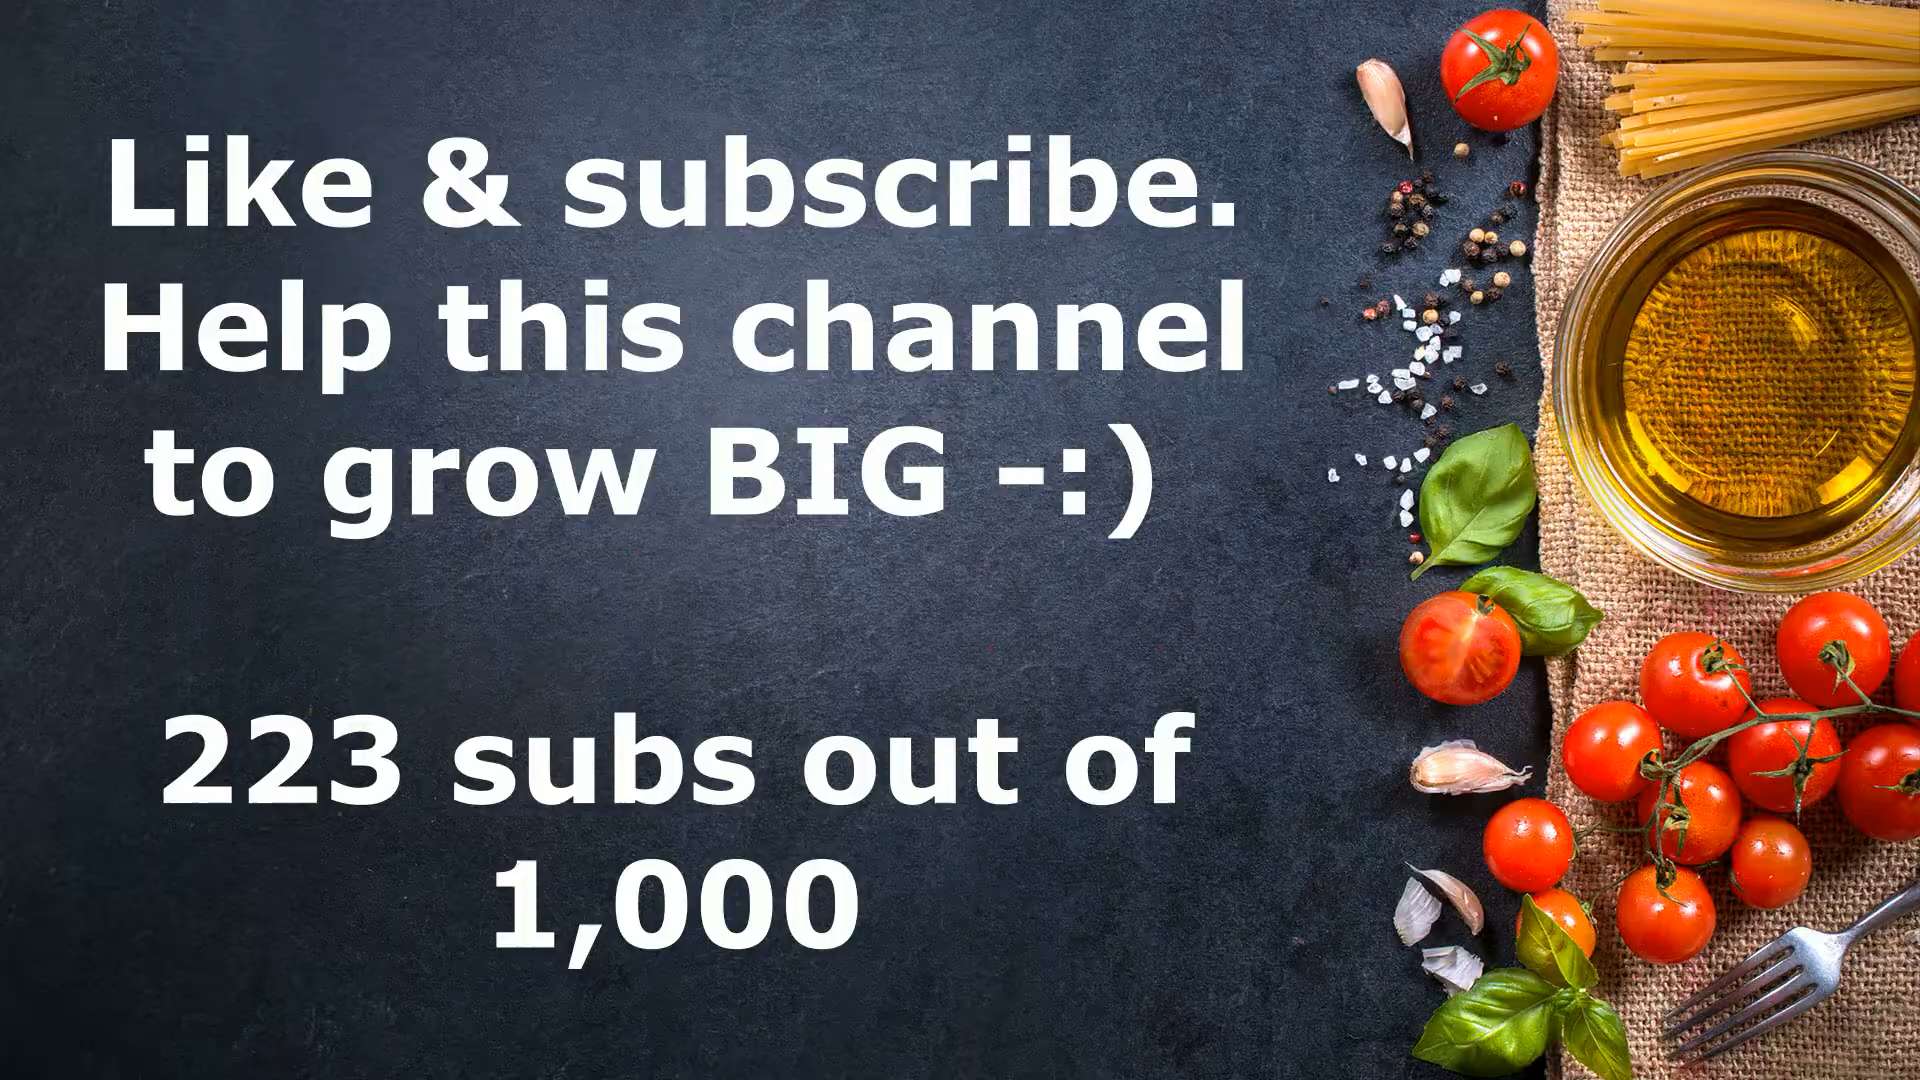 Like & subscribe.
Help this channel
to grow BIG -:)
223 subs out of
1,000